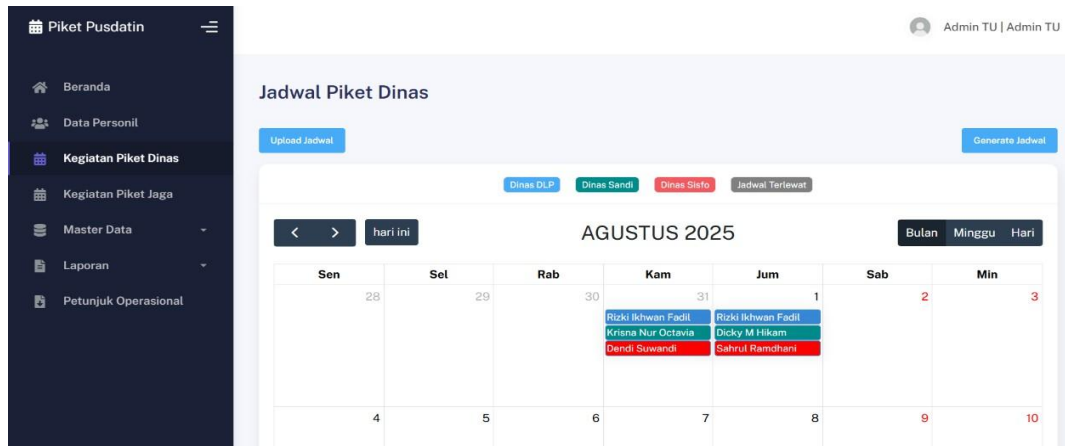 Piket Pusdatin
Admin TU | Admin TU
Beranda
Data Personil
Kegiatan Piket Dinas
Kegiatan Piket Jaga
Master Data
Laporan
Petunjuk Operasional
Jadwal Piket Dinas
Upload Jadwal
Generate Jadwal
Dinas DLP Dinas Sandi Dinas Sisfo Jadwal Terlewat
hari ini
AGUSTUS 2025
Bulan Minggu Hari
Sen Sel Rab Kam Jum Sab Min
28 29 30 31 1 2 3
Rizki Ikhwan Fadil Rizki Ikhwan Fadil
Krisna Nur Octavia Dicky M Hikam
Dendi Suwandi Sahrul Ramdhani
4 5 6 7 8 9 10